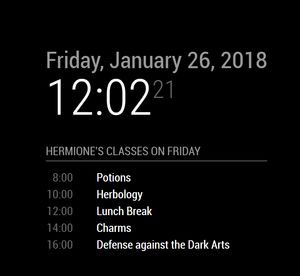 Friday, January 26, 2018
12:02 21
HERMIONE'S CLASSES ON FRIDAY
8:00 Potions
10:00 Herbology
12:00 Lunch Break
14:00 Charms
16:00 Defense against the Dark Arts